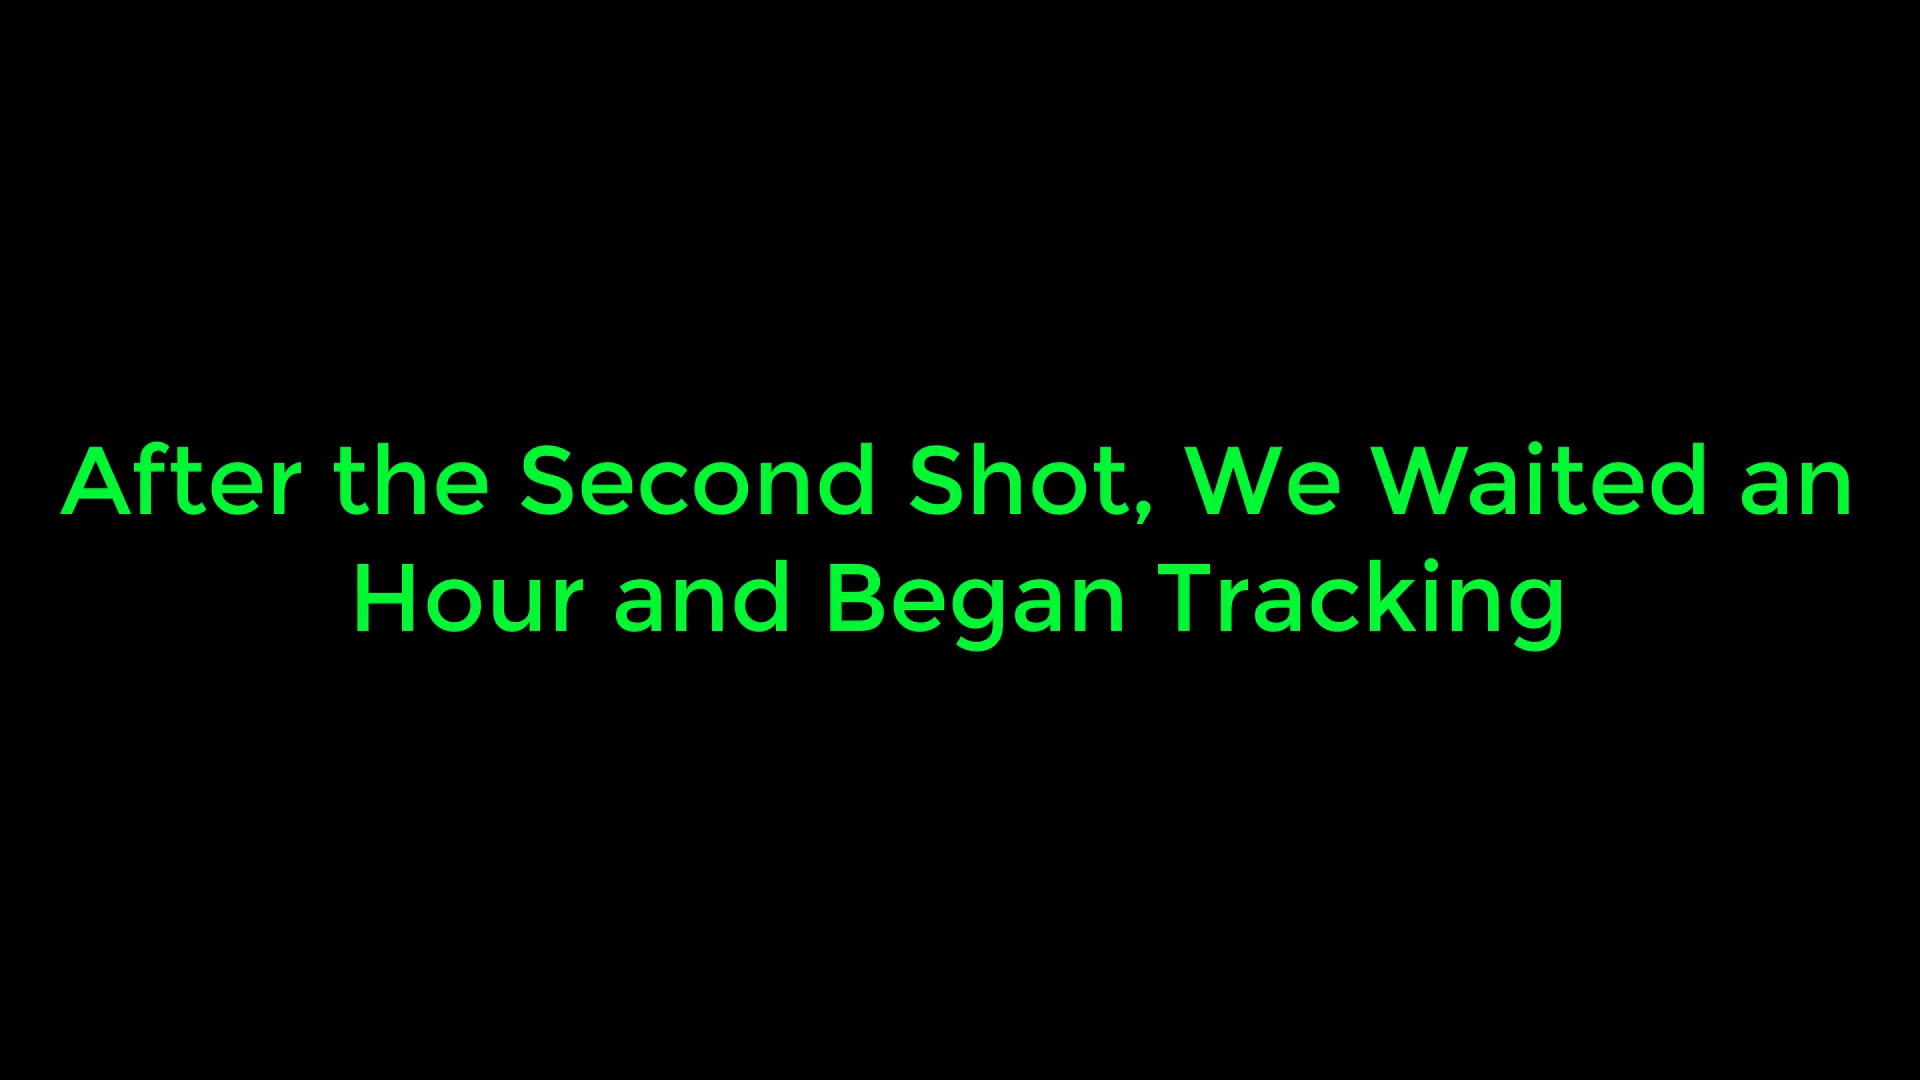 After the Second Shot, We Waited an
Hour and Began Tracking